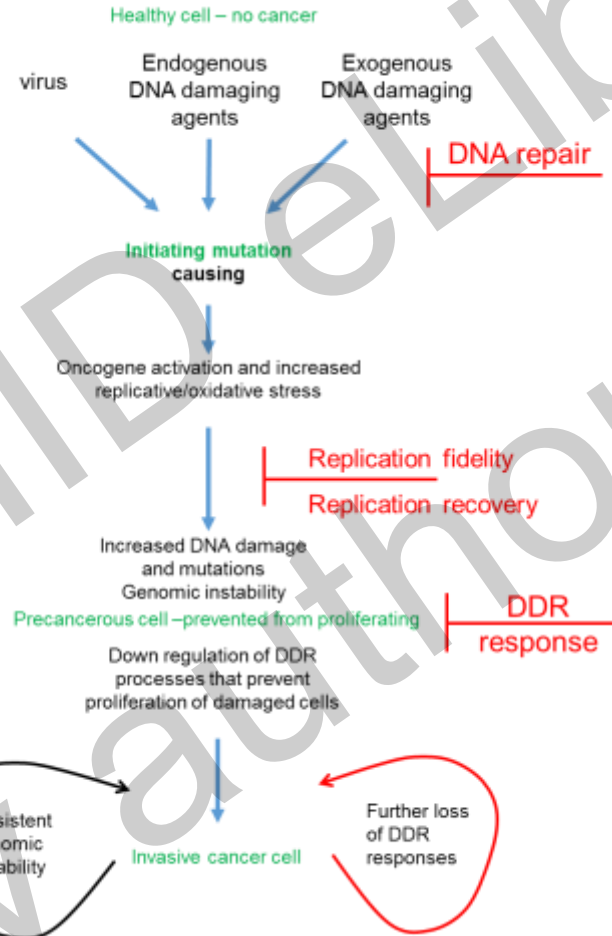 Healthy cell – no cancer
virus
Endogenous
DNA damaging
agents
Exogenous
DNA damaging
agents
DNA repair
Initiating mutation
causing
Oncogene activation and increased
replicative/oxidative stress
Replication fidelity
Replication recovery
Increased DNA damage
and mutations
Genomic instability
Precancerous cell –prevented from proliferating
DDR
response
Down regulation of DDR
processes that prevent
proliferation of damaged cells
sistent
omic
ability
Further loss
of DDR
responses
Invasive cancer cell